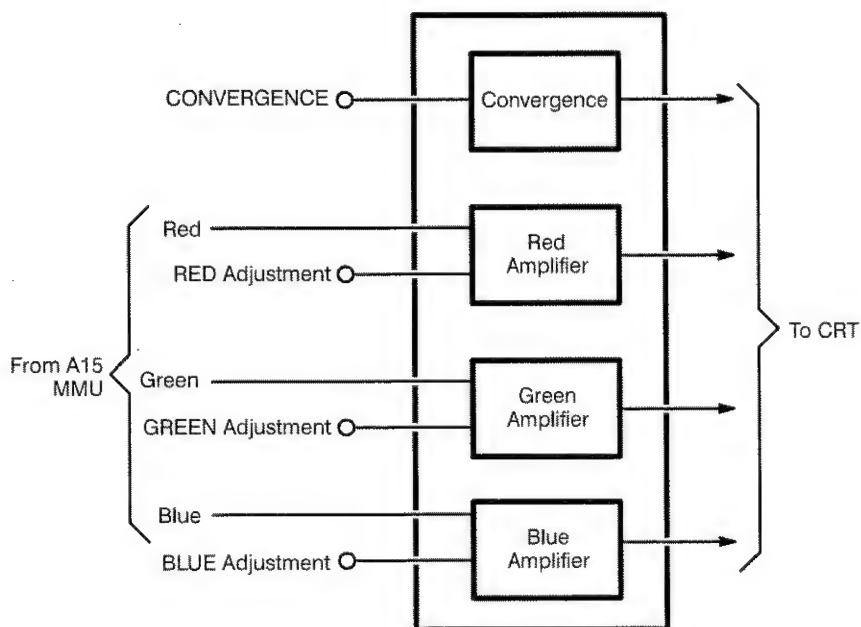 CONVERGENCE
Convergence
Red
RED Adjustment
Red
Amplifier
From A15
MMU
Green
GREEN Adjustment
Green
Amplifier
To CRT
Blue
BLUE Adjustment
Blue
Amplifier